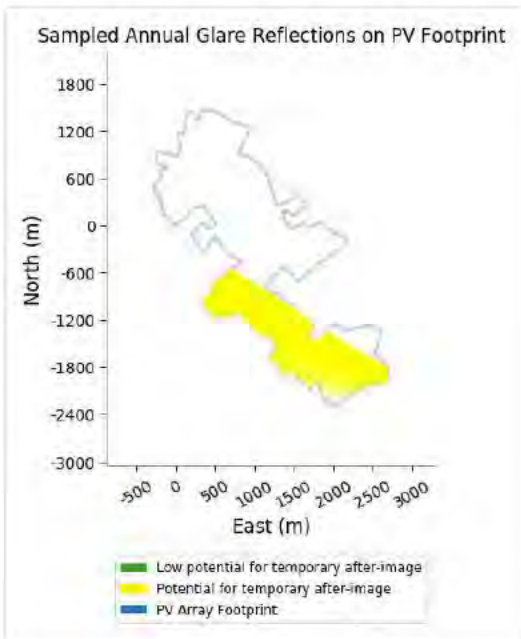 Sampled Annual Glare Reflections on PV Footprint
1800
1200
600
0
-600
-1200
-1800
-2400
-3000
North (m)
-500
0
500
1000
1500
2000
2500
3000
East (m)
Low potential for temporary after-image
Potential for temporary after-image
PV Array Footprint